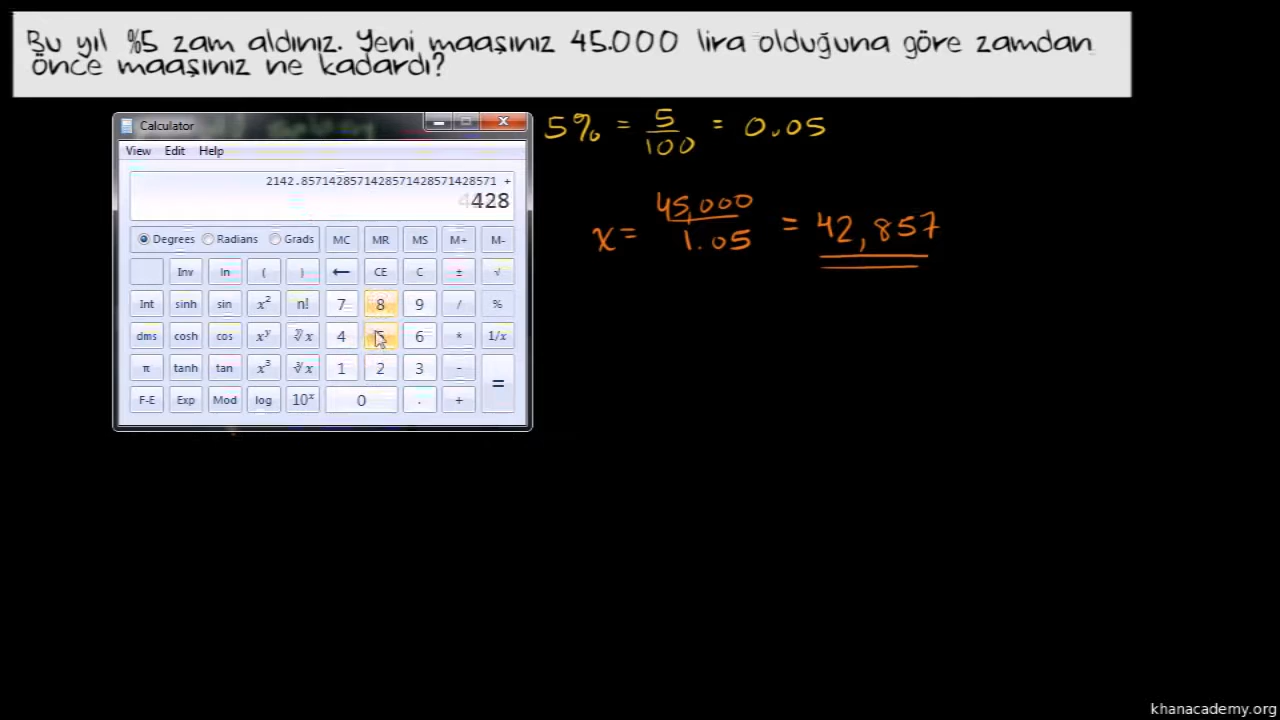 Bu yıl %5 zam aldınız. Yeni maaşınız 45.000 lira olduğuna göre zamdan
önce maaşınız ne kadardı?
5% = 5/100 = 0.05
x = 45,000/1.05 = 42,857
Calculator
View Edit Help
2142.8571428571428571428571428571 +
4428
Degrees Radians Grads MC MR MS M+ M-
Inv ln ( ) ← CE C ± √
Int sinh sin x² n! 7 8 9 / %
dms cosh cos xʸ ʸ√x 4 5 6 * 1/x
π tanh tan x³ ³√x 1 2 3 - =
F-E Exp Mod log 10ˣ 0 . +
khanacademy.org